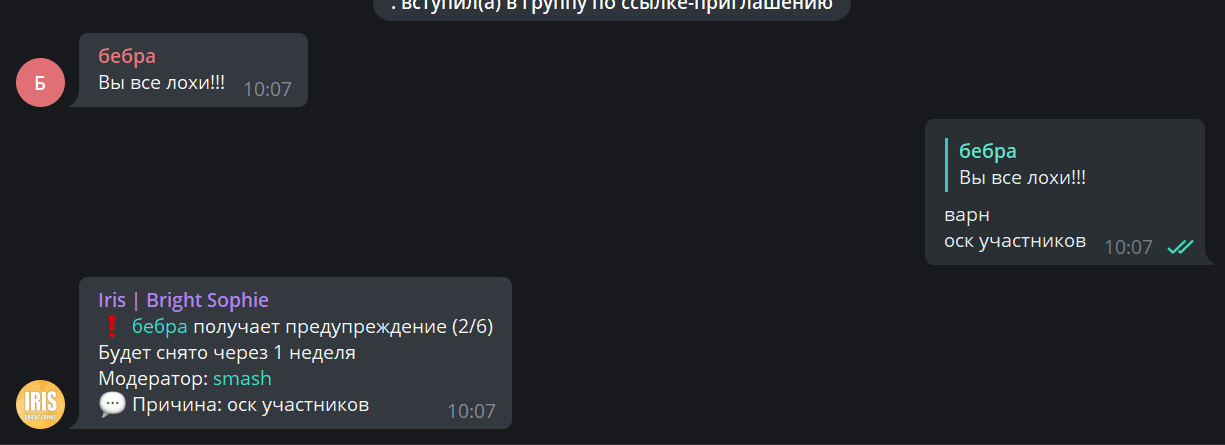 . вступил(а) в группу по ссылке-приглашению
бебра
Вы все лохи!!! 10:07
Б
бебра
Вы все лохи!!!
варн
оск участников 10:07
Iris | Bright Sophie
❗ бебра получает предупреждение (2/6)
Будет снято через 1 неделя
Модератор: smash
💬 Причина: оск участников 10:07
IRIS
BRIGHT SOPHIE